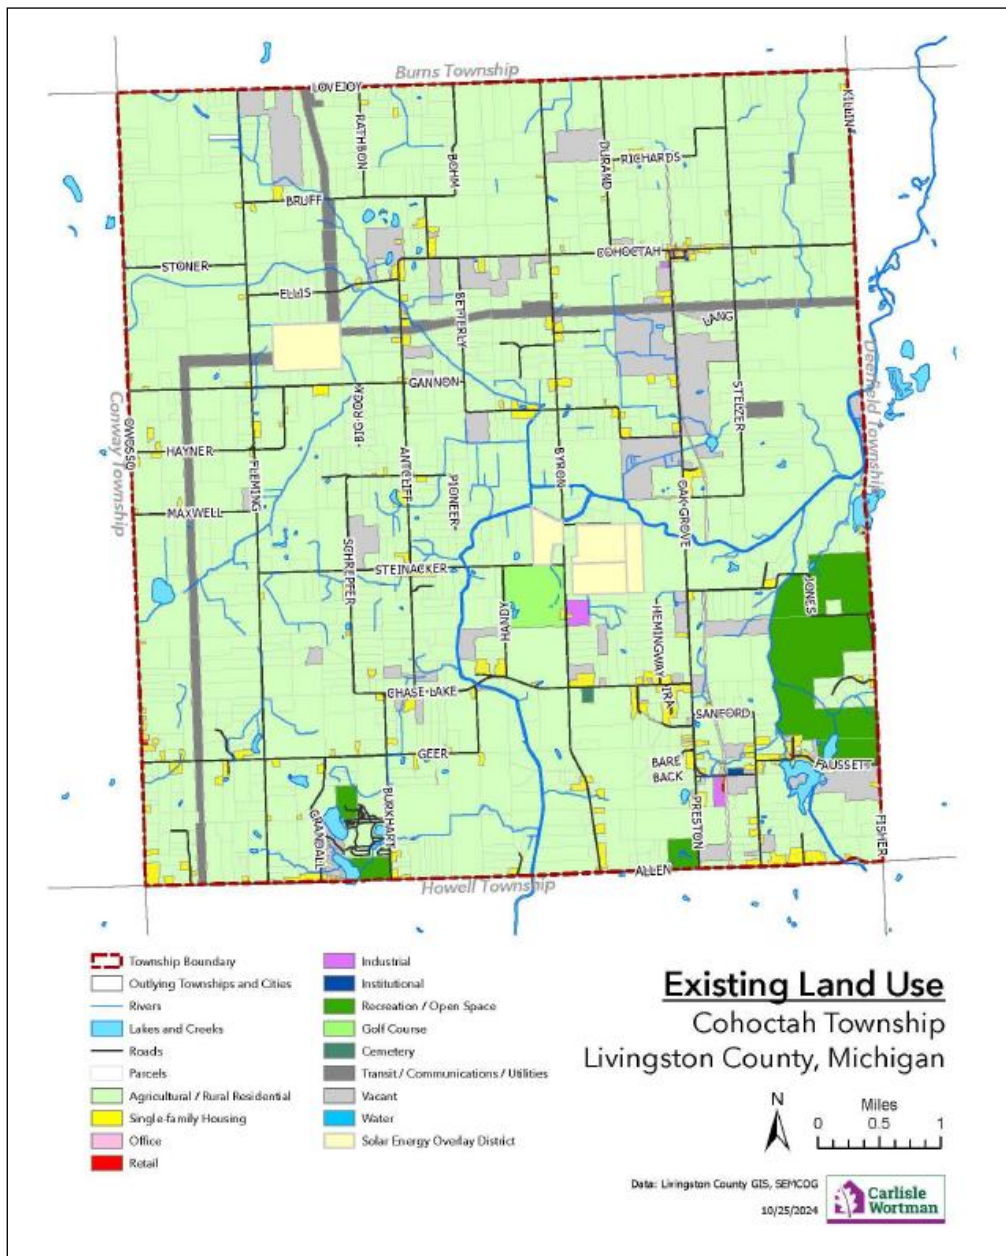 Burns Township
LOVEJOY
KILLIN
RATHBON
BOHM
DURAND
RICHARDS
BRUFF
COHOCTAH
STONER
ELLIS
BETTERLY
LANG
Deerfield Township
GANNON
BIGROCK
STELZER
Conway Township
OWOSSO
HAYNER
FLEMING
ANTCLIFF
PIONEER
BYRON
OAK GROVE
MAXWELL
SCHREPFER
STEINACKER
JONES
HANDY
HEMINGWAY
CHASE LAKE
JIRA
SANFORD
GEER
BARE
BACK
FAUSSETT
CRANDALL
BURKHART
PRESTON
FISHER
ALLEN
Howell Township
Township Boundary
Outlying Townships and Cities
Rivers
Lakes and Creeks
Roads
Parcels
Agricultural / Rural Residential
Single-family Housing
Office
Retail
Industrial
Institutional
Recreation / Open Space
Golf Course
Cemetery
Transit / Communications / Utilities
Vacant
Water
Solar Energy Overlay District
Existing Land Use
Cohoctah Township
Livingston County, Michigan
N
Miles
0 0.5 1
Data: Livingston County GIS, SEMCOG
10/25/2024
Carlisle
Wortman